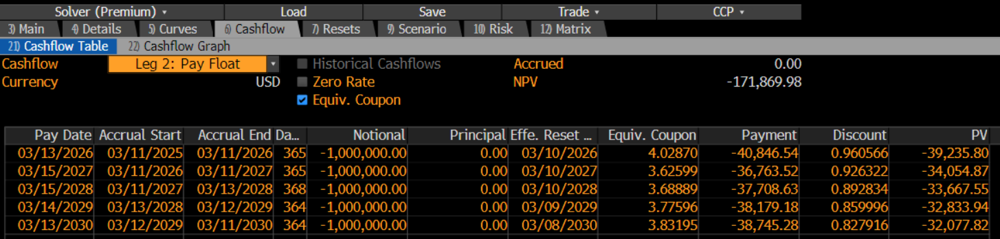 Solver (Premium) ▾ Load Save Trade ▾ CCP ▾
3) Main 4) Details 5) Curves 6) Cashflow 7) Resets 9) Scenario 10) Risk 12) Matrix
21) Cashflow Table 22) Cashflow Graph
Cashflow Leg 2: Pay Float Historical Cashflows Accrued 0.00
Currency USD Zero Rate NPV -171,869.98
Equiv. Coupon
Pay Date Accrual Start Accrual End Da... Notional Principal Effe. Reset ... Equiv. Coupon Payment Discount PV
03/13/2026 03/11/2025 03/11/2026 365 -1,000,000.00 0.00 03/10/2026 4.02870 -40,846.54 0.960566 -39,235.80
03/15/2027 03/11/2026 03/11/2027 365 -1,000,000.00 0.00 03/10/2027 3.62599 -36,763.52 0.926322 -34,054.87
03/15/2028 03/11/2027 03/13/2028 368 -1,000,000.00 0.00 03/10/2028 3.68889 -37,708.63 0.892834 -33,667.55
03/14/2029 03/13/2028 03/12/2029 364 -1,000,000.00 0.00 03/09/2029 3.77596 -38,179.18 0.859996 -32,833.94
03/13/2030 03/12/2029 03/11/2030 364 -1,000,000.00 0.00 03/08/2030 3.83195 -38,745.28 0.827916 -32,077.82